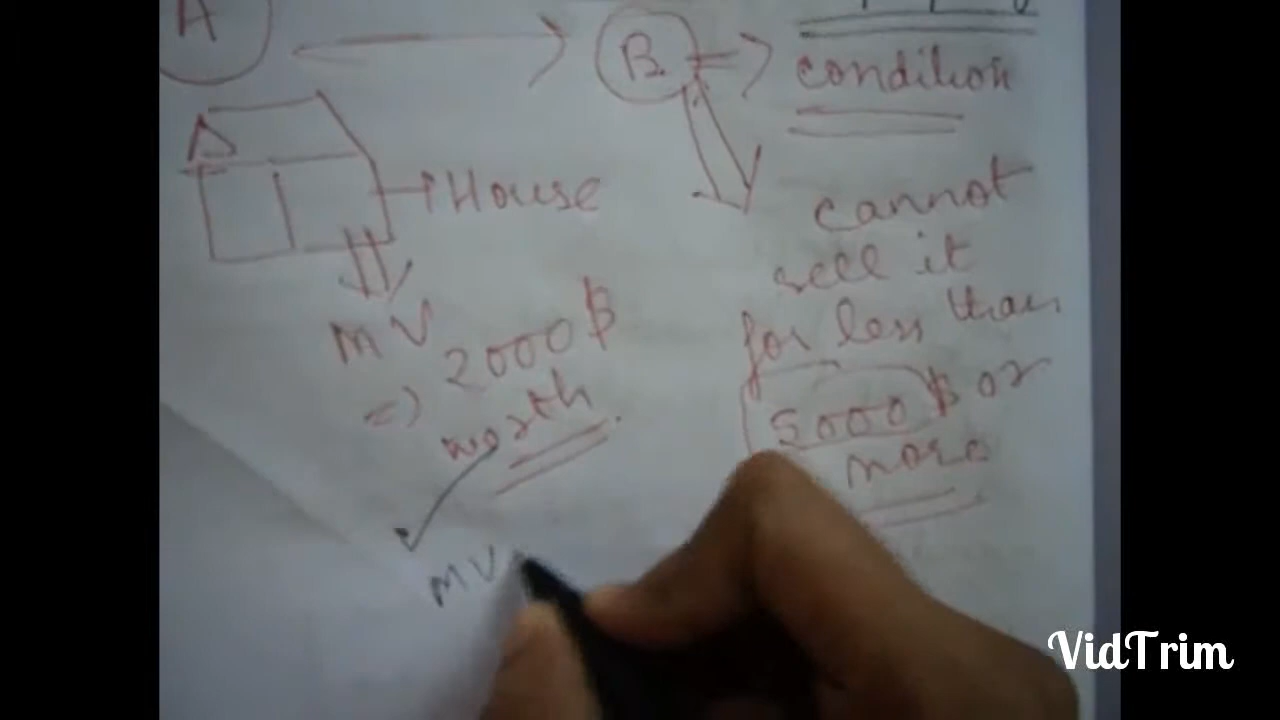 A
B
condition
House
cannot
sell it
for less than
5000 $ or
more
MV
=> 2000 $
worth
MV
VidTrim